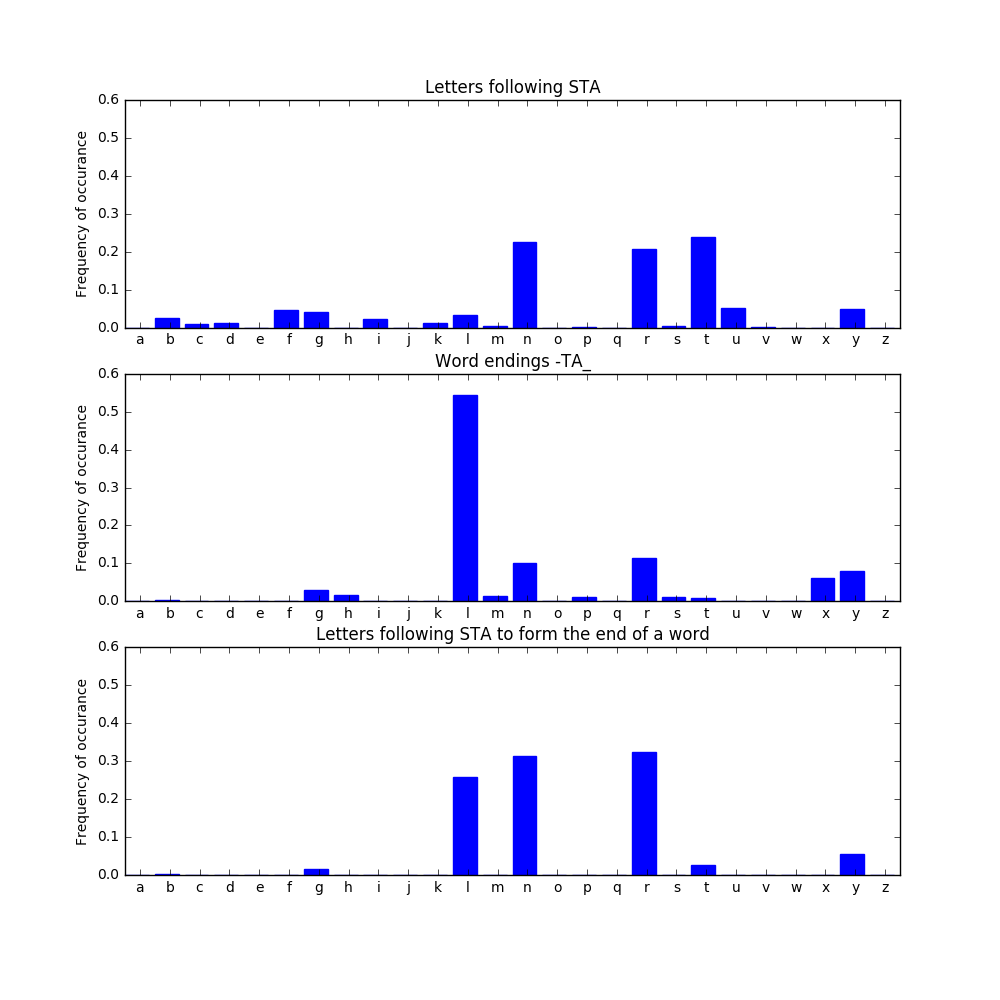 Letters following STA
Frequency of occurance
0.6
0.5
0.4
0.3
0.2
0.1
0.0
a b c d e f g h i j k l m n o p q r s t u v w x y z
Word endings -TA_
Frequency of occurance
0.6
0.5
0.4
0.3
0.2
0.1
0.0
a b c d e f g h i j k l m n o p q r s t u v w x y z
Letters following STA to form the end of a word
Frequency of occurance
0.6
0.5
0.4
0.3
0.2
0.1
0.0
a b c d e f g h i j k l m n o p q r s t u v w x y z